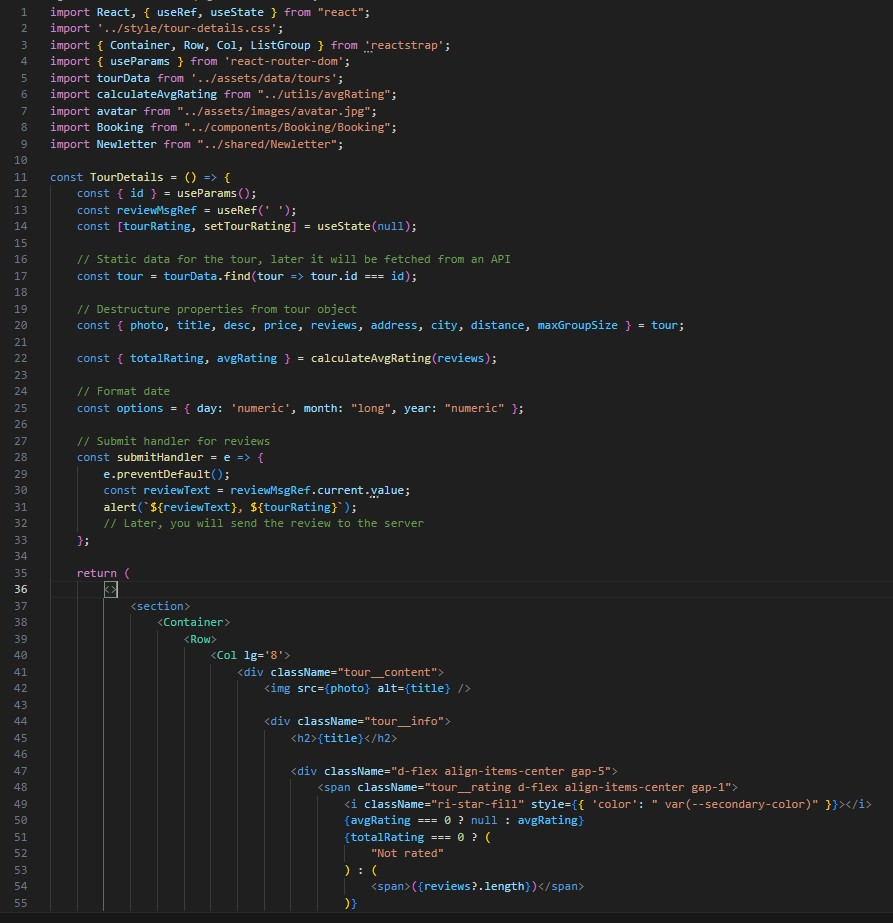 1 import React, { useRef, useState } from "react";
2 import '../style/tour-details.css';
3 import { Container, Row, Col, ListGroup } from 'reactstrap';
4 import { useParams } from 'react-router-dom';
5 import tourData from '../assets/data/tours';
6 import calculateAvgRating from "../utils/avgRating";
7 import avatar from "../assets/images/avatar.jpg";
8 import Booking from "../components/Booking/Booking";
9 import Newletter from "../shared/Newletter";
10
11 const TourDetails = () => {
12     const { id } = useParams();
13     const reviewMsgRef = useRef(' ');
14     const [tourRating, setTourRating] = useState(null);
15
16     // Static data for the tour, later it will be fetched from an API
17     const tour = tourData.find(tour => tour.id === id);
18
19     // Destructure properties from tour object
20     const { photo, title, desc, price, reviews, address, city, distance, maxGroupSize } = tour;
21
22     const { totalRating, avgRating } = calculateAvgRating(reviews);
23
24     // Format date
25     const options = { day: 'numeric', month: "long", year: "numeric" };
26
27     // Submit handler for reviews
28     const submitHandler = e => {
29         e.preventDefault();
30         const reviewText = reviewMsgRef.current.value;
31         alert(`${reviewText}, ${tourRating}`);
32         // Later, you will send the review to the server
33     };
34
35     return (
36         <>
37             <section>
38                 <Container>
39                     <Row>
40                         <Col lg='8'>
41                             <div className="tour__content">
42                                 <img src={photo} alt={title} />
43
44                                 <div className="tour__info">
45                                     <h2>{title}</h2>
46
47                                     <div className="d-flex align-items-center gap-5">
48                                         <span className="tour__rating d-flex align-items-center gap-1">
49                                             <i className="ri-star-fill" style={{ 'color': " var(--secondary-color)" }}></i>
50                                             {avgRating === 0 ? null : avgRating}
51                                             {totalRating === 0 ? (
52                                                 "Not rated"
53                                             ) : (
54                                                 <span>({reviews?.length})</span>
55                                             )}